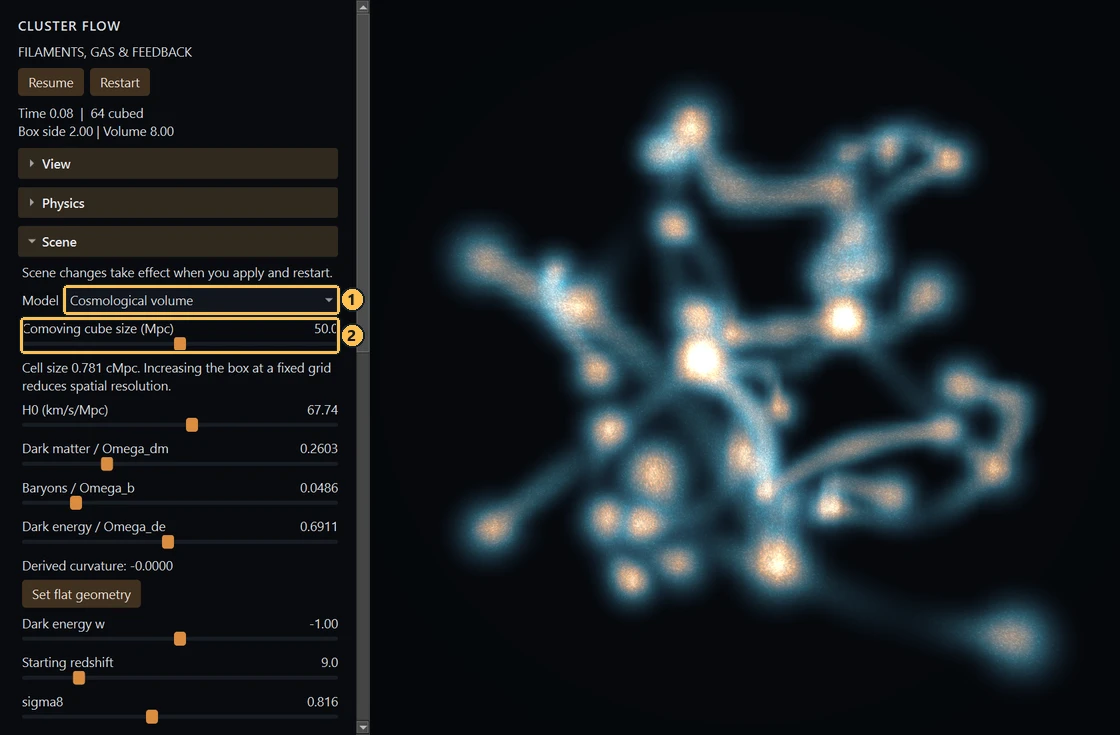 CLUSTER FLOW
FILAMENTS, GAS & FEEDBACK
Resume Restart
Time 0.08 | 64 cubed
Box side 2.00 | Volume 8.00
View
Physics
Scene
Scene changes take effect when you apply and restart.
Model Cosmological volume 1
Comoving cube size (Mpc) 50.0 2
Cell size 0.781 cMpc. Increasing the box at a fixed grid
reduces spatial resolution.
H0 (km/s/Mpc) 67.74
Dark matter / Omega_dm 0.2603
Baryons / Omega_b 0.0486
Dark energy / Omega_de 0.6911
Derived curvature: -0.0000
Set flat geometry
Dark energy w -1.00
Starting redshift 9.0
sigma8 0.816